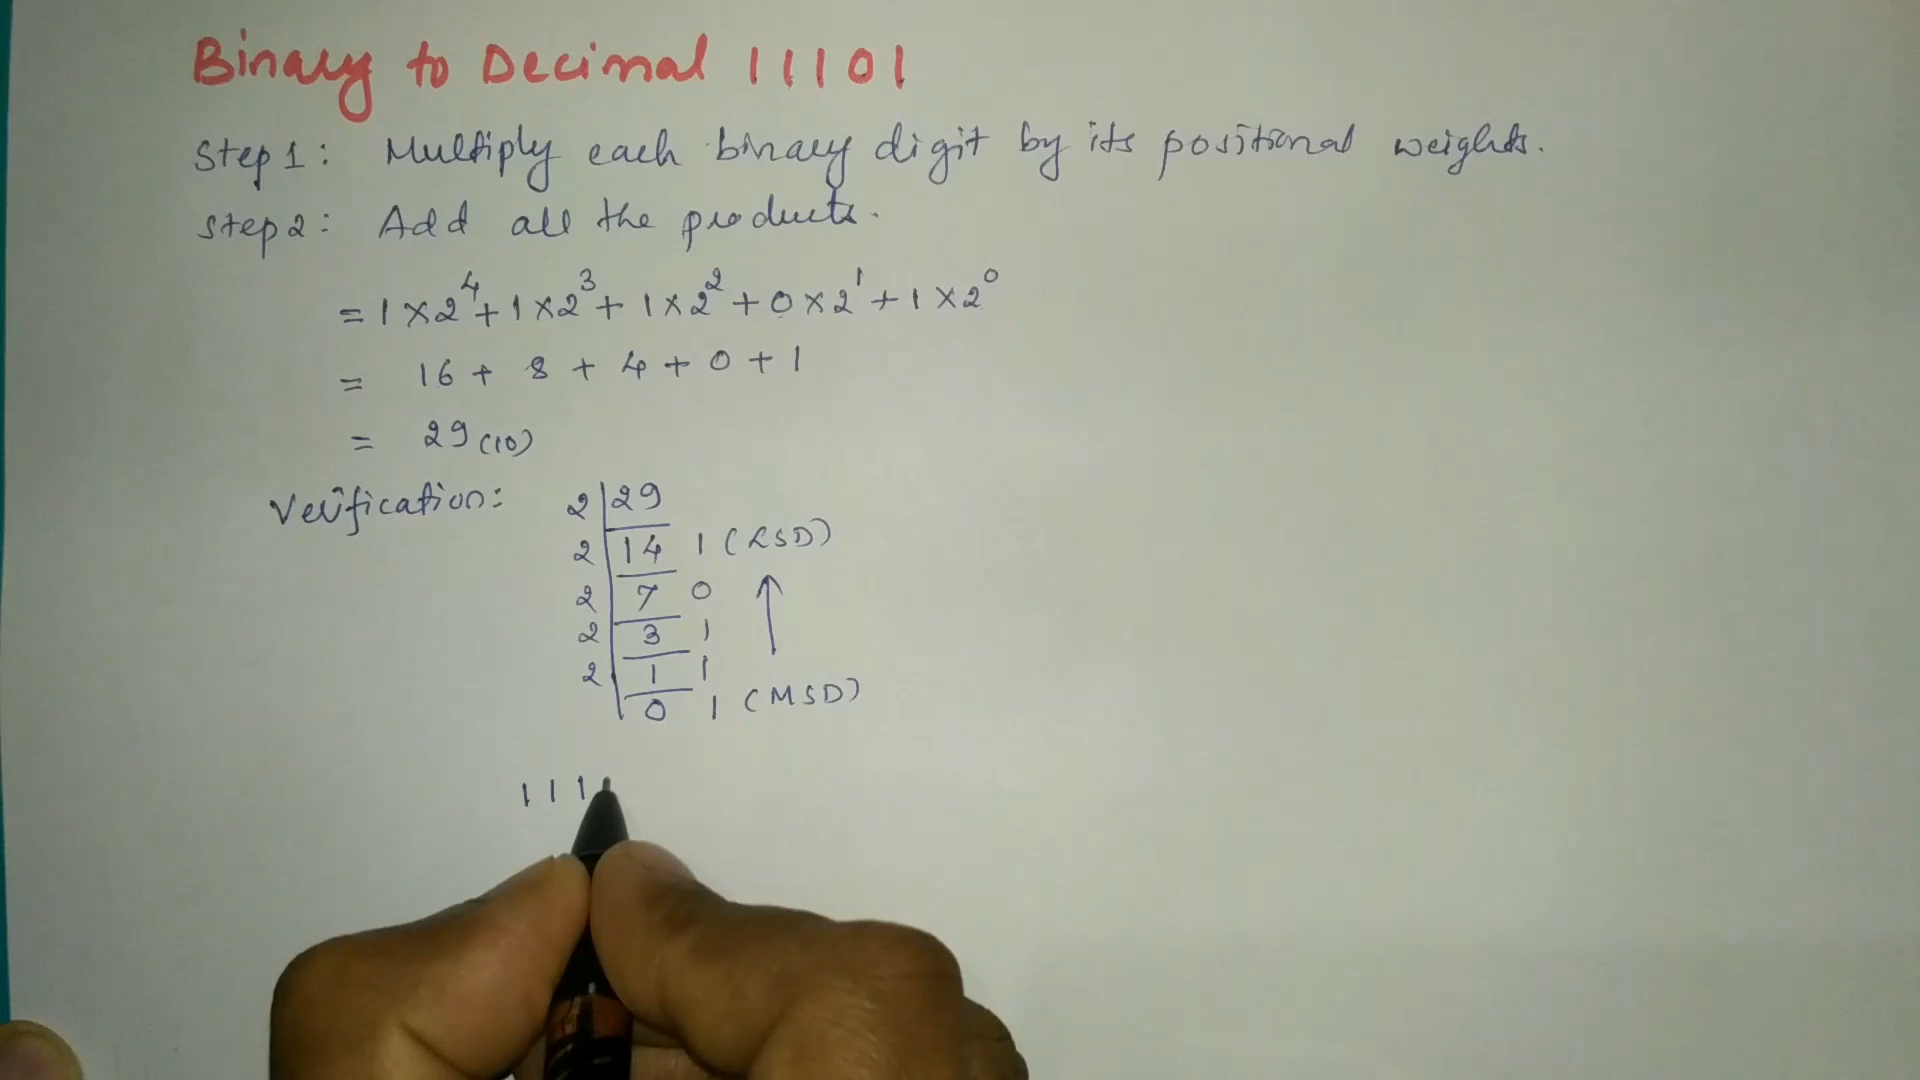 Binary to Decimal 11101
Step 1: Multiply each binary digit by its positional weights.
Step 2: Add all the products.
= 1 × 2⁴ + 1 × 2³ + 1 × 2² + 0 × 2¹ + 1 × 2⁰
= 16 + 8 + 4 + 0 + 1
= 29 (10)
Verification:
2 | 29
2 | 14 1 (LSD)
2 | 7 0 ↑
2 | 3 1
2 | 1 1
0 1 (MSD)
111